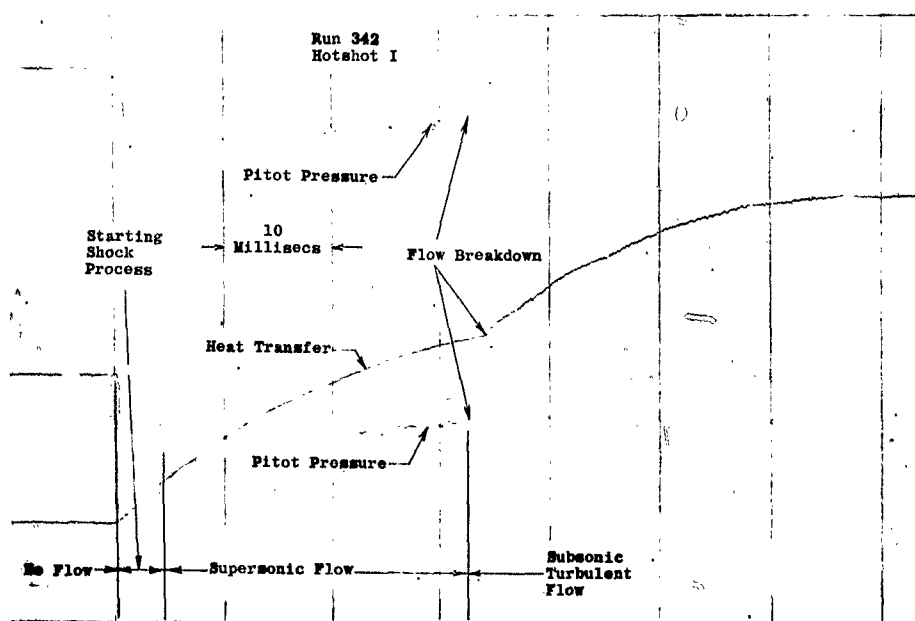 Run 342
Hotshot I
Pitot Pressure
10
Millisecs
Starting
Shock
Process
Flow Breakdown
Heat Transfer
Pitot Pressure
No Flow
Supersonic Flow
Subsonic
Turbulent
Flow